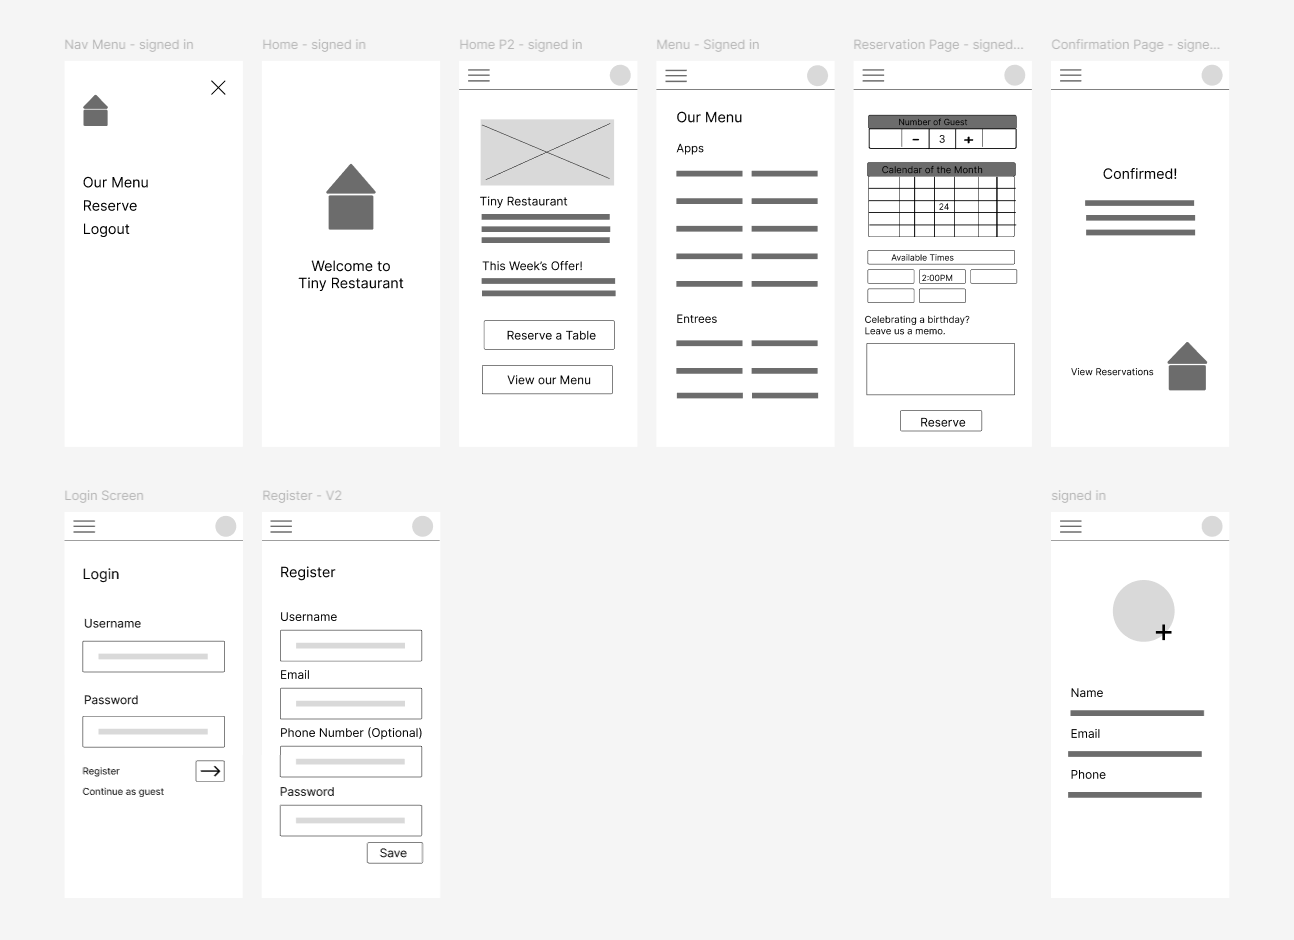 Nav Menu - signed in
Home - signed in
Home P2 - signed in
Menu - Signed in
Reservation Page - signed...
Confirmation Page - signe...
Our Menu
Reserve
Logout
Welcome to
Tiny Restaurant
Tiny Restaurant
This Week's Offer!
Reserve a Table
View our Menu
Our Menu
Apps
Entrees
Number of Guest
- 3 +
Calendar of the Month
24
Available Times
2:00PM
Celebrating a birthday?
Leave us a memo.
Reserve
Confirmed!
View Reservations
Login Screen
Register - V2
signed in
Login
Username
Password
Register
Continue as guest
Register
Username
Email
Phone Number (Optional)
Password
Save
Name
Email
Phone